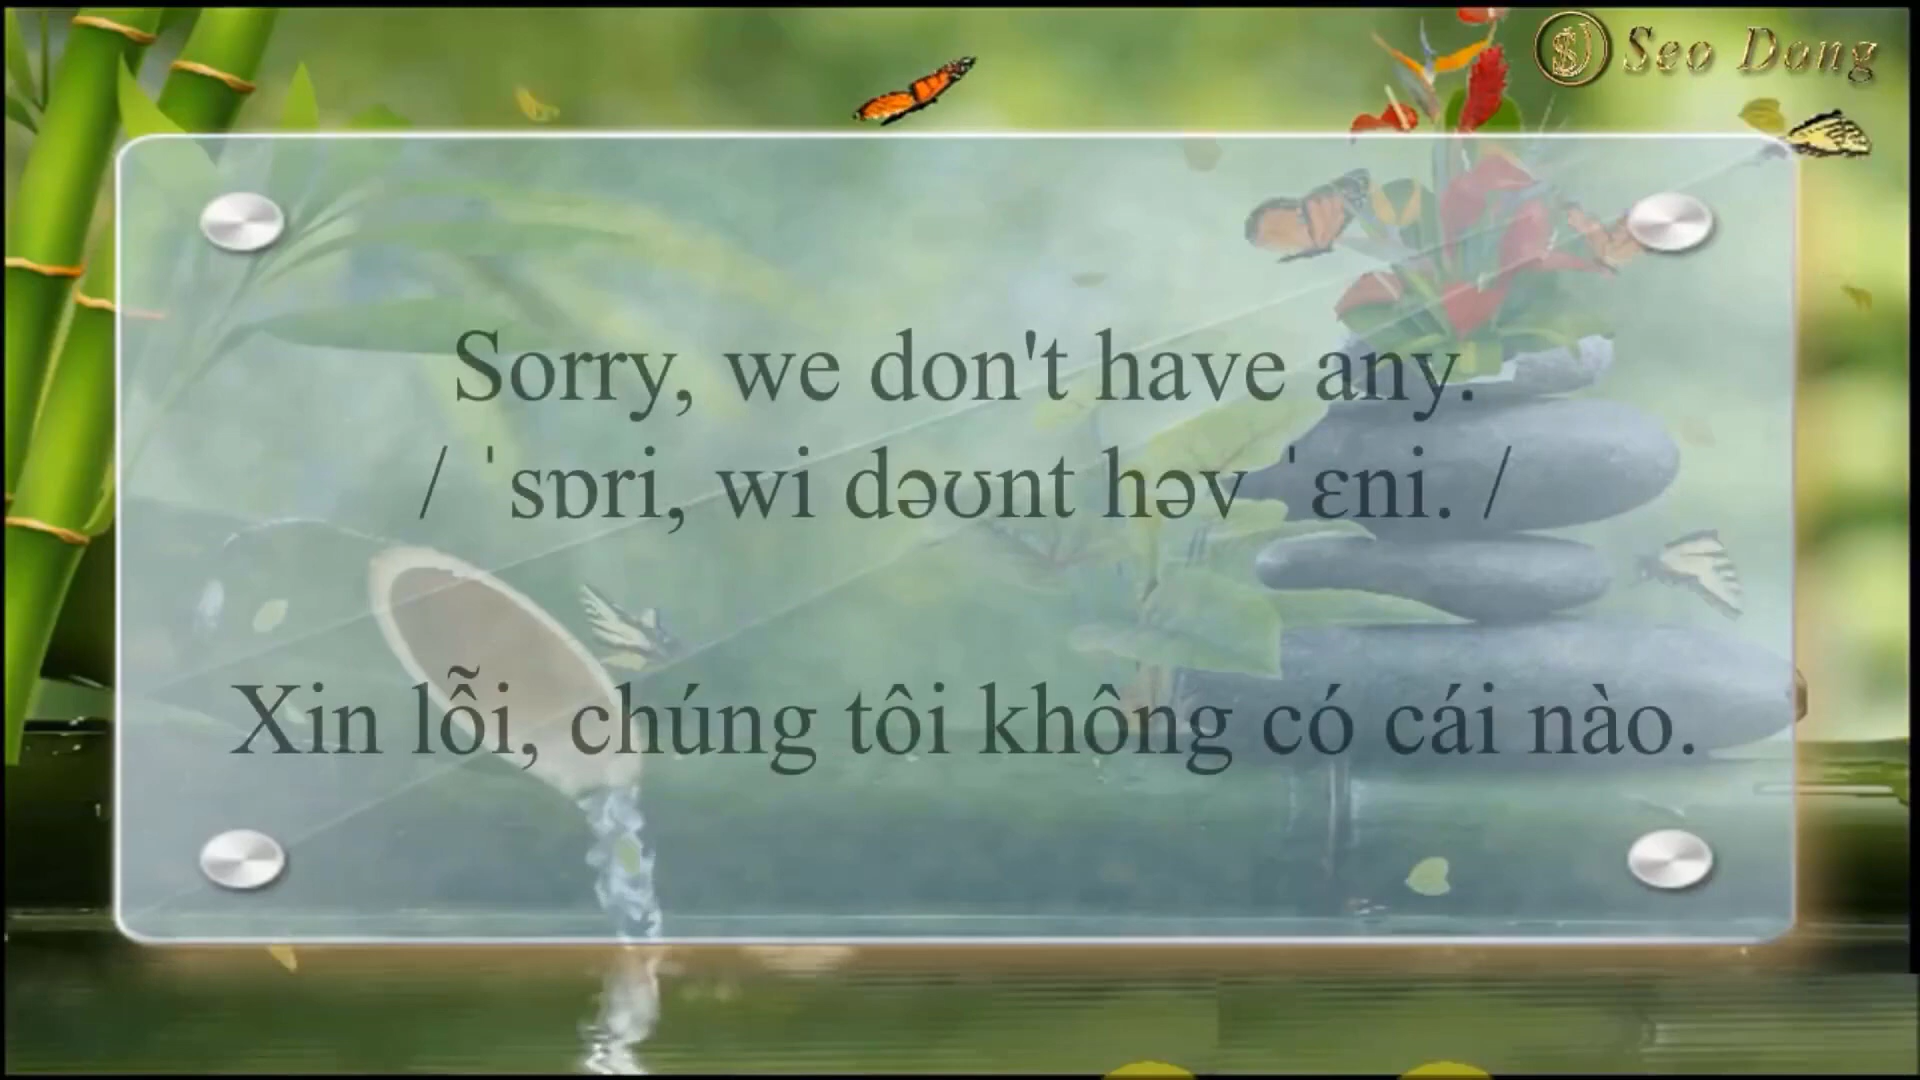 Seo Dong
Sorry, we don't have any.
/ ˈsɒri, wi dəʊnt həv ˈɛni. /
Xin lỗi, chúng tôi không có cái nào.